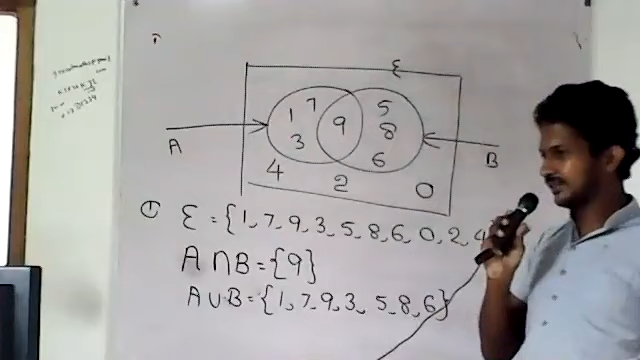 ε
1 7 5
9 8
3 6
A B
4 2 0
① ε = {1, 7, 9, 3, 5, 8, 6, 0, 2, 4
A ∩ B = {9}
A ∪ B = {1, 7, 9, 3, 5, 8, 6}